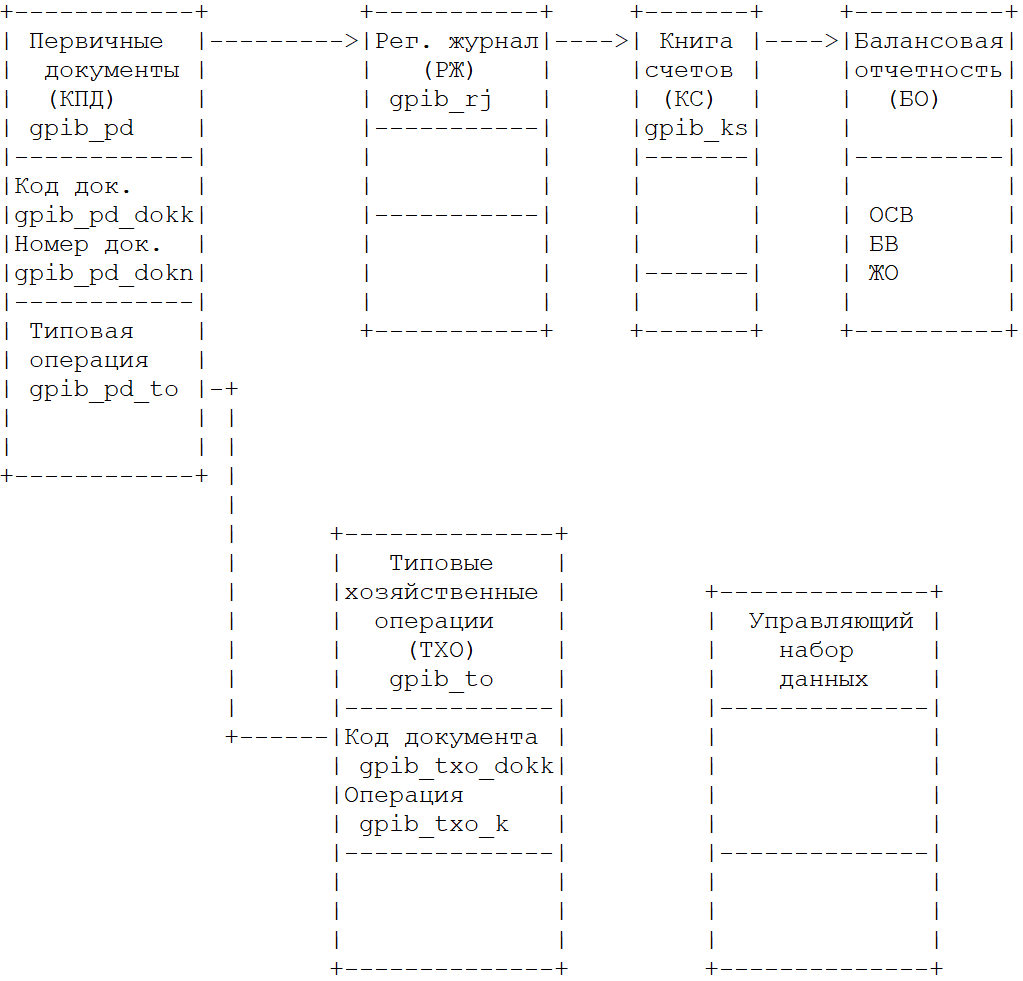 Первичные документы (КПД) gpib_pd
Код док.
gpib_pd_dokk
Номер док.
gpib_pd_dokn
Типовая
операция
gpib_pd_to
Рег. журнал
(РЖ)
gpib_rj
Книга
счетов
(КС)
gpib_ks
Балансовая
отчетность
(БО)
ОСВ
БВ
ЖО
Типовые
хозяйственные
операции
(ТХО)
gpib_to
Код документа
gpib_txo_dokk
Операция
gpib_txo_k
Управляющий
набор
данных